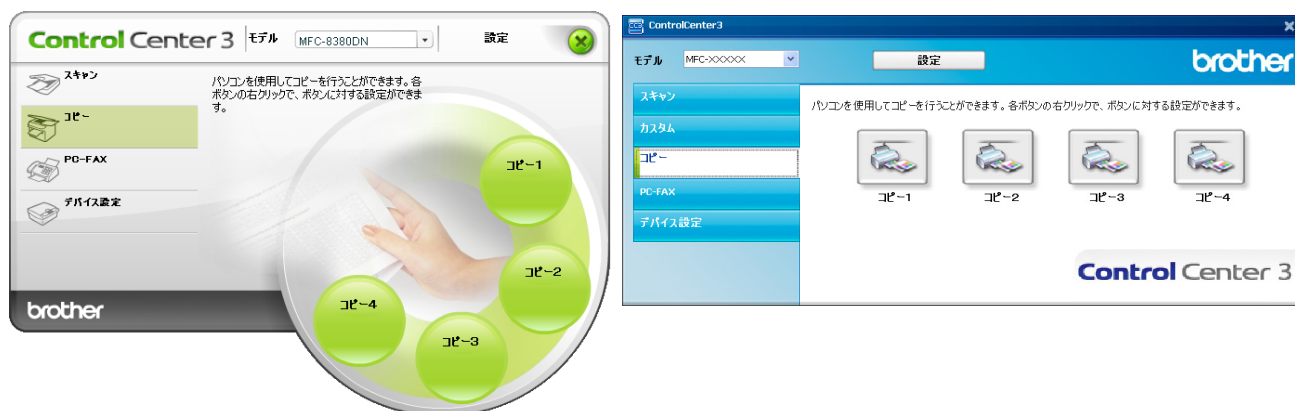 Control Center 3 モデル MFC-8380DN 設定
スキャン
コピー
PC-FAX
デバイス設定
パソコンを使用してコピーを行うことができます。各
ボタンの右クリックで、ボタンに対する設定ができま
す。
コピー1
コピー2
コピー3
コピー4
brother
ControlCenter3
モデル MFC-XXXXXX 設定 brother
スキャン
カスタム
コピー
PC-FAX
デバイス設定
パソコンを使用してコピーを行うことができます。各ボタンの右クリックで、ボタンに対する設定ができます。
コピー1 コピー2 コピー3 コピー4
Control Center 3